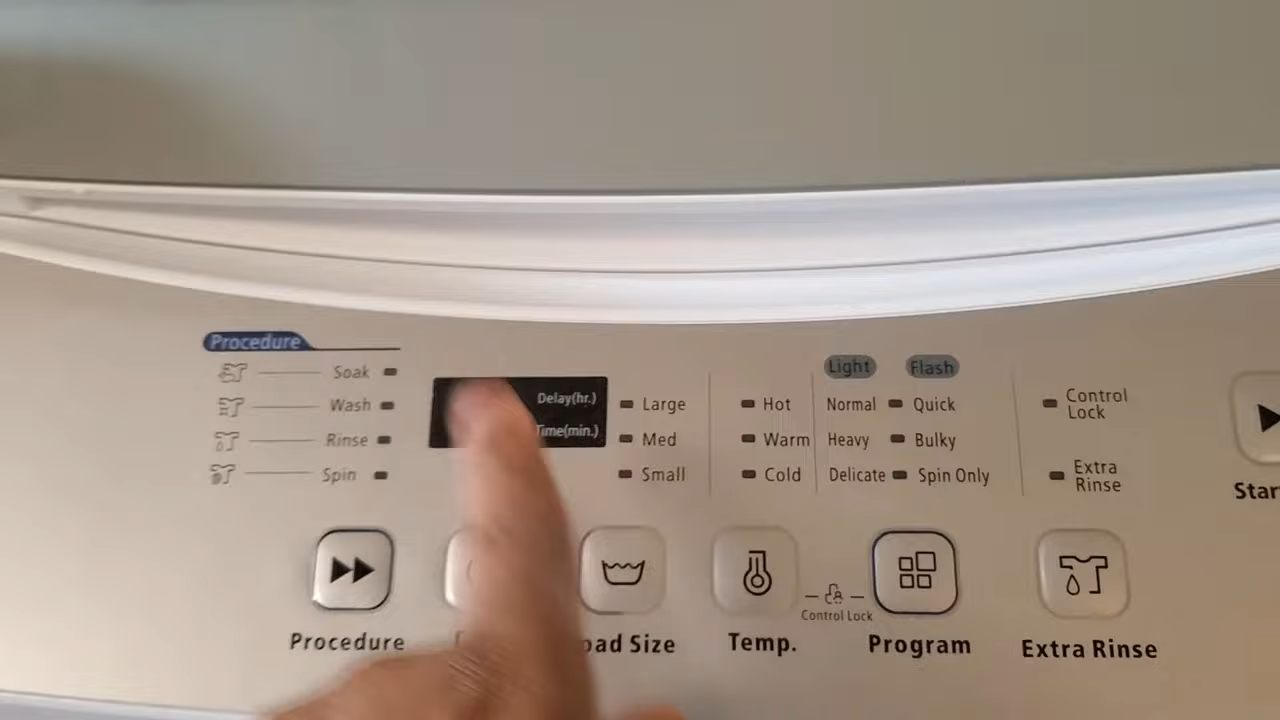 Procedure
Soak
Wash
Rinse
Spin
Delay(hr.)
Time(min.)
Large
Med
Small
Hot
Warm
Cold
Light Flash
Normal Quick
Heavy Bulky
Delicate Spin Only
Control
Lock
Extra
Rinse
Control Lock
Procedure
Size
Temp.
Program
Extra Rinse